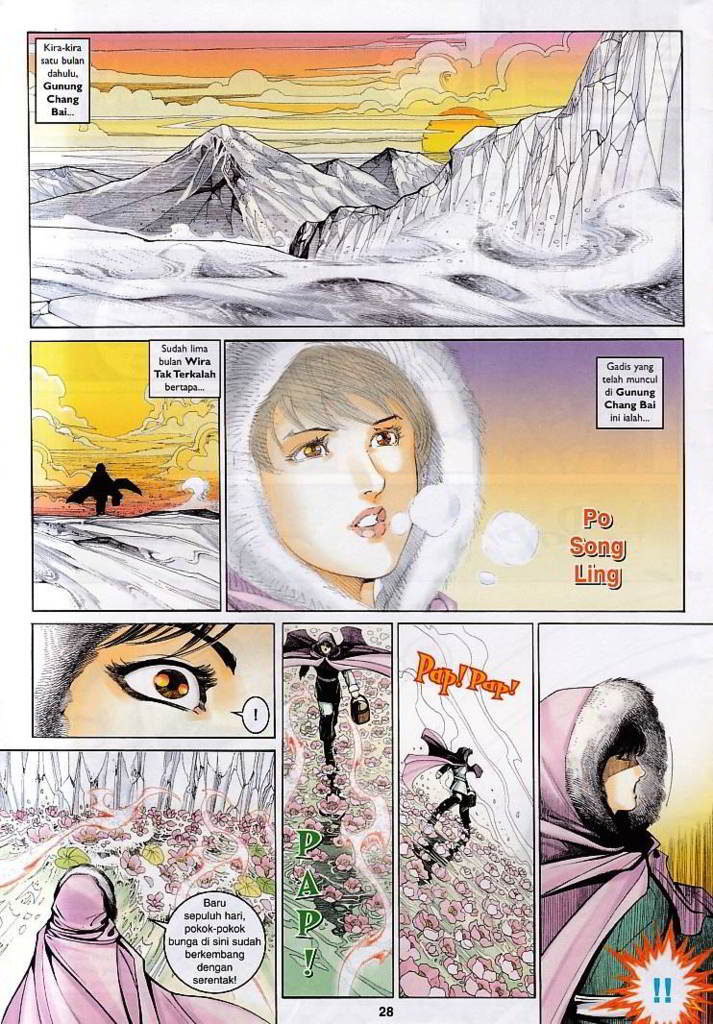 Kira-kira
satu bulan
dahulu,
Gunung
Chang
Bai...
Sudah lima
bulan Wira
Tak Terkalah
bertapa...
Gadis yang
telah muncul
di Gunung
Chang Bai
ini ialah...
Po
Song
Ling
!
Baru
sepuluh hari,
pokok-pokok
bunga di sini sudah
berkembang
dengan
serentak!
PAP!
Pap! Pap!
!!
28